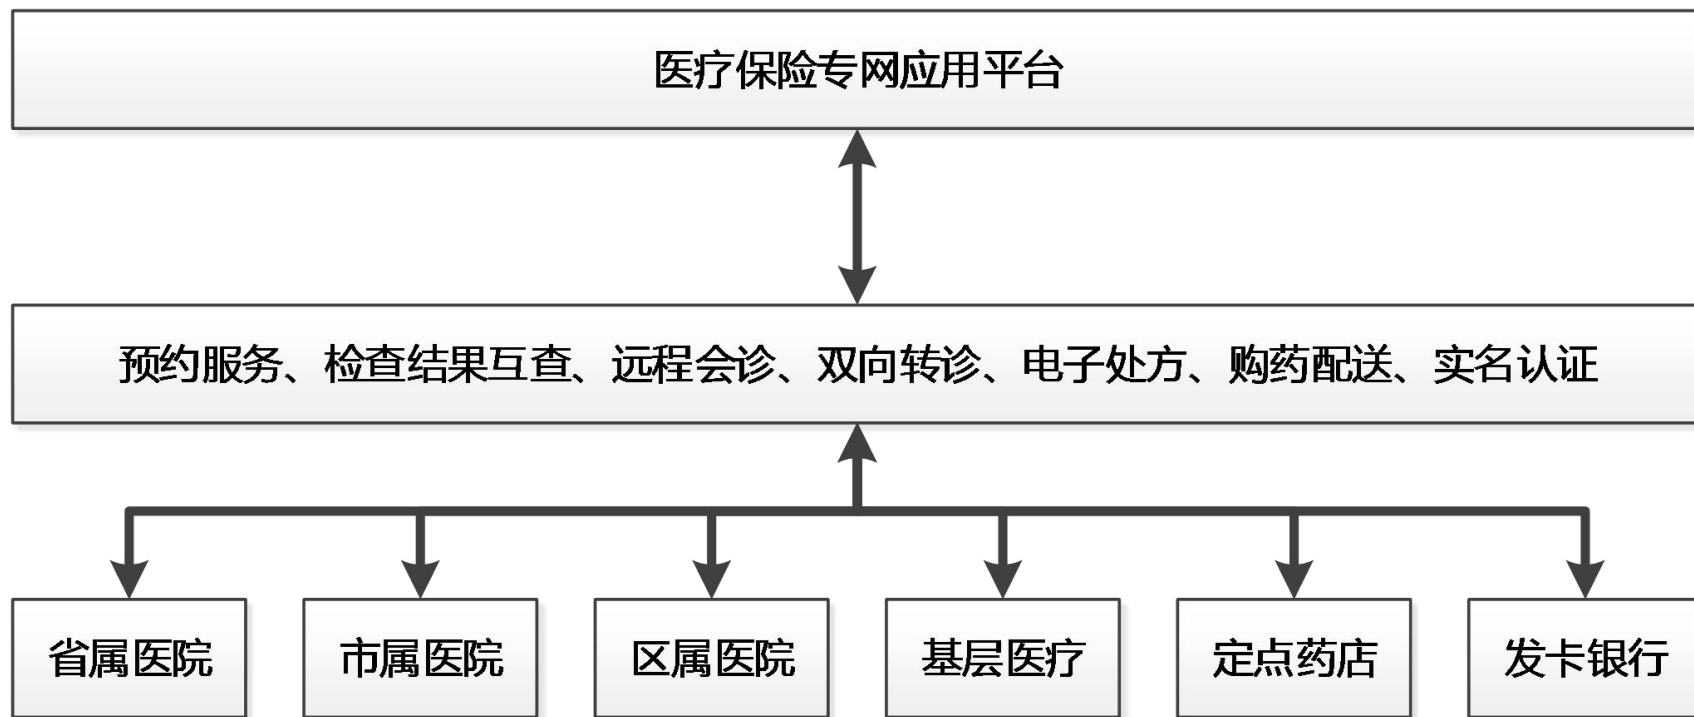 医疗保险专网应用平台
预约服务、检查结果互查、远程会诊、双向转诊、电子处方、购药配送、实名认证
省属医院
市属医院
区属医院
基层医疗
定点药店
发卡银行